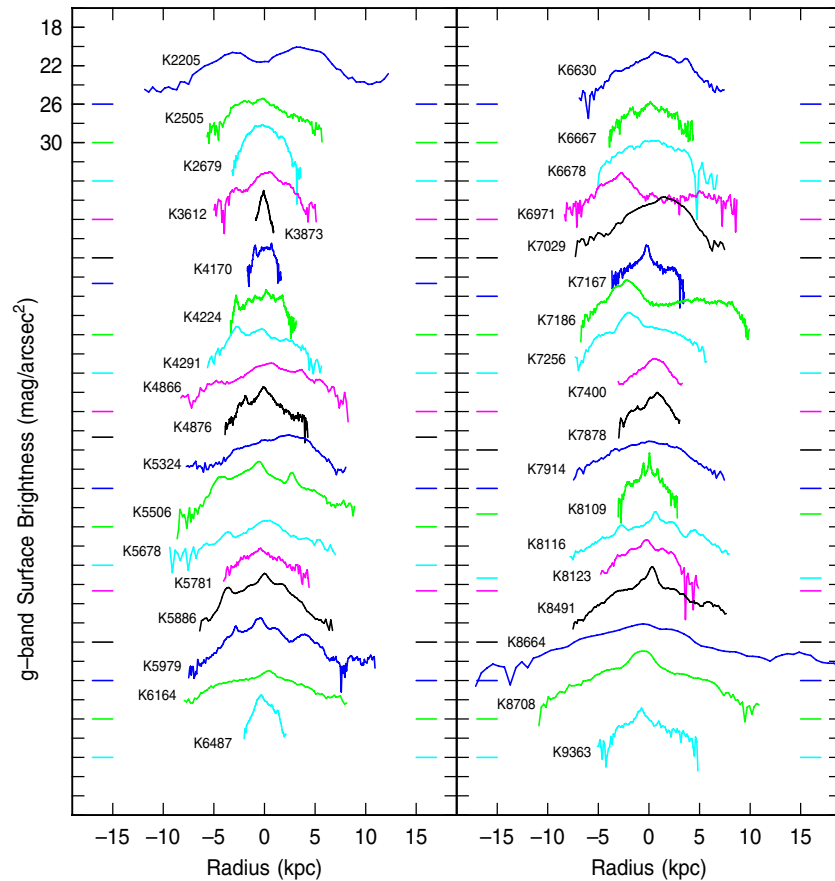 18
22
26
30
g−band Surface Brightness (mag/arcsec²)
K2205
K2505
K2679
K3612
K3873
K4170
K4224
K4291
K4866
K4876
K5324
K5506
K5678
K5781
K5886
K5979
K6164
K6487
−15 −10 −5 0 5 10 15
Radius (kpc)
K6630
K6667
K6678
K6971
K7029
K7167
K7186
K7256
K7400
K7878
K7914
K8109
K8116
K8123
K8491
K8664
K8708
K9363
−15 −10 −5 0 5 10 15
Radius (kpc)